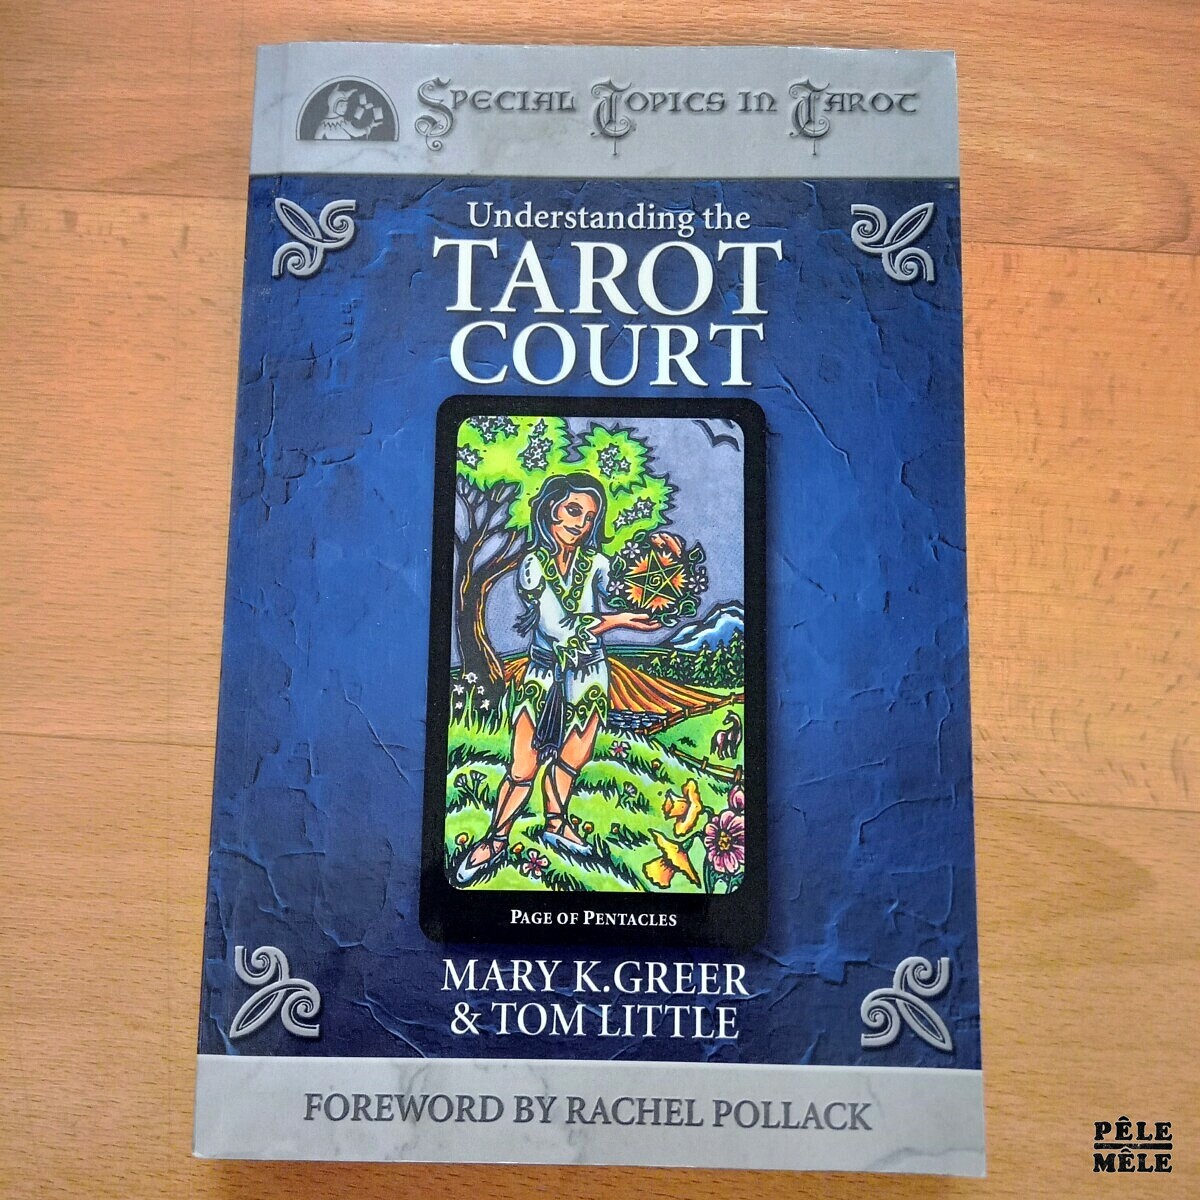 Special Topics in Tarot
Understanding the
TAROT
COURT
PAGE OF PENTACLES
MARY K.GREER
& TOM LITTLE
FOREWORD BY RACHEL POLLACK
PÊLE
MÊLE